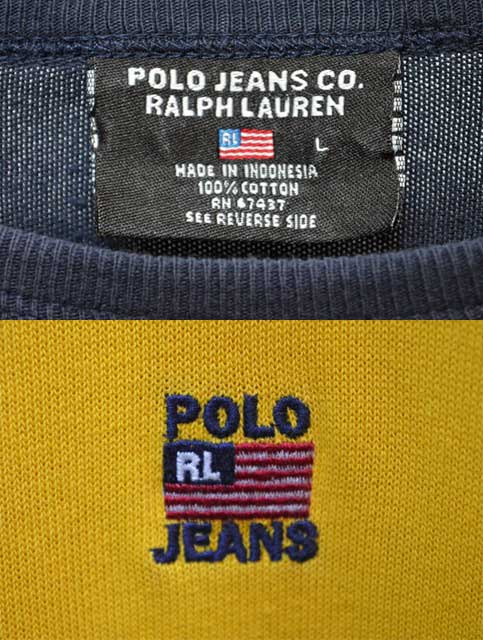 POLO JEANS CO.
RALPH LAUREN
RL
L
MADE IN INDONESIA
100% COTTON
RN 67437
SEE REVERSE SIDE
POLO
RL
JEANS